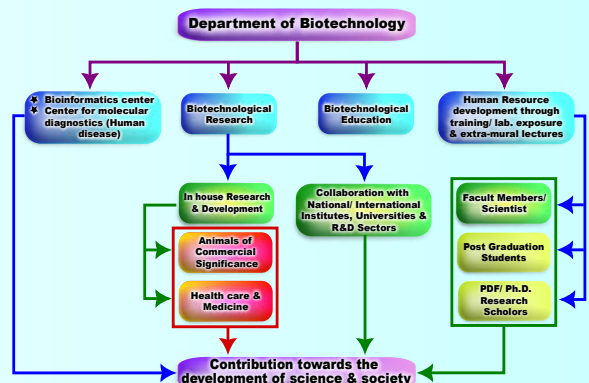 Department of Biotechnology
Bioinformatics center
Center for molecular
diagnostics (Human
disease)
Biotechnological
Research
Biotechnological
Education
Human Resource
development through
training/ lab. exposure
& extra-mural lectures
In house Research
& Development
Collaboration with
National/ International
Institutes, Universities &
R&D Sectors
Facult Members/
Scientist
Animals of
Commercial
Significance
Post Graduation
Students
Health care &
Medicine
PDF/ Ph.D.
Research
Scholors
Contribution towards the
development of science & society